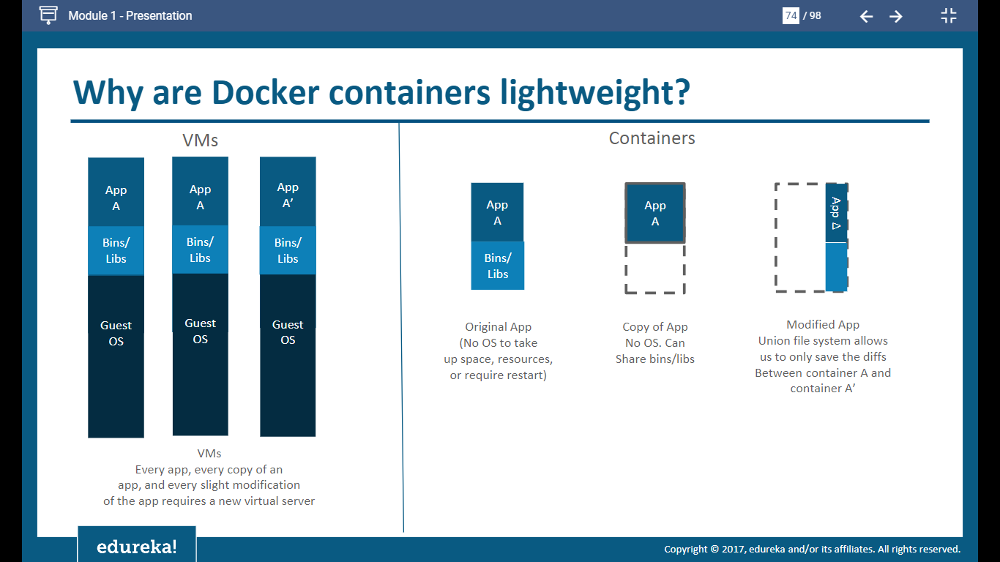 Module 1 - Presentation
74 / 98
Why are Docker containers lightweight?
VMs
App
A
Bins/
Libs
Guest
OS
App
A
Bins/
Libs
Guest
OS
App
A’
Bins/
Libs
Guest
OS
VMs
Every app, every copy of an
app, and every slight modification
of the app requires a new virtual server
Containers
App
A
Bins/
Libs
Original App
(No OS to take
up space, resources,
or require restart)
App
A
Copy of App
No OS. Can
Share bins/libs
App Δ
Modified App
Union file system allows
us to only save the diffs
Between container A and
container A’
edureka!
Copyright © 2017, edureka and/or its affiliates. All rights reserved.